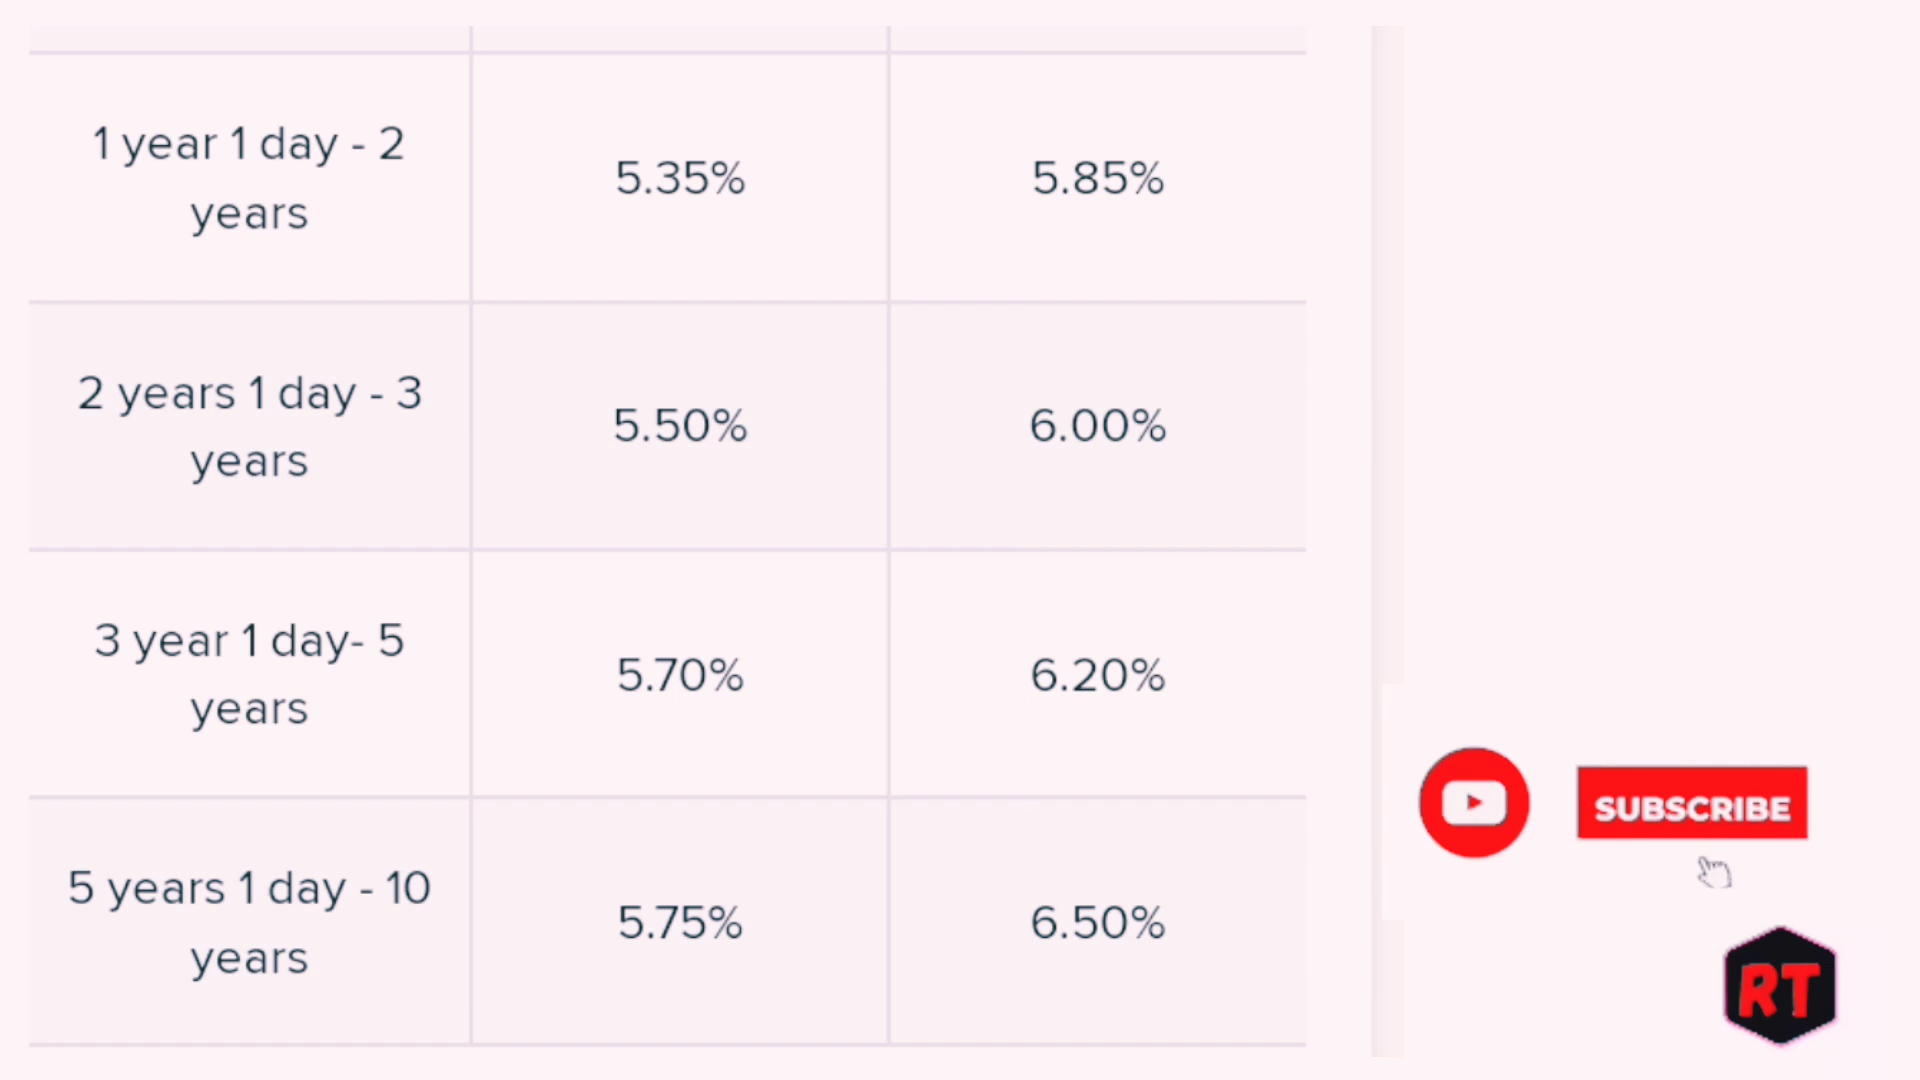 1 year 1 day - 2
years
5.35%
5.85%
2 years 1 day - 3
years
5.50%
6.00%
3 year 1 day- 5
years
5.70%
6.20%
5 years 1 day - 10
years
5.75%
6.50%
SUBSCRIBE
RT